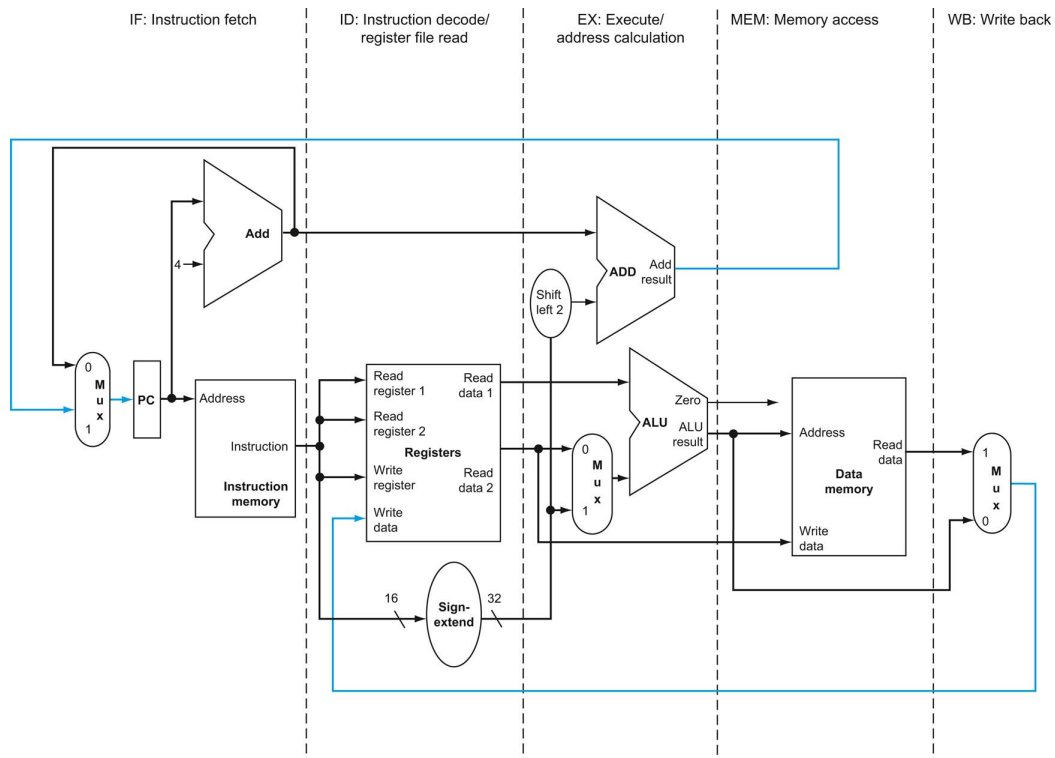 IF: Instruction fetch
ID: Instruction decode/
register file read
EX: Execute/
address calculation
MEM: Memory access
WB: Write back
Add
4
ADD
Add
result
Shift
left 2
0
M
u
x
1
PC
Address
Instruction
Instruction
memory
Read
register 1
Read
register 2
Write
register
Write
data
Registers
Read
data 1
Read
data 2
16
Sign-
extend
32
0
M
u
x
1
Zero
ALU
ALU
result
Address
Read
data
Data
memory
Write
data
1
M
u
x
0